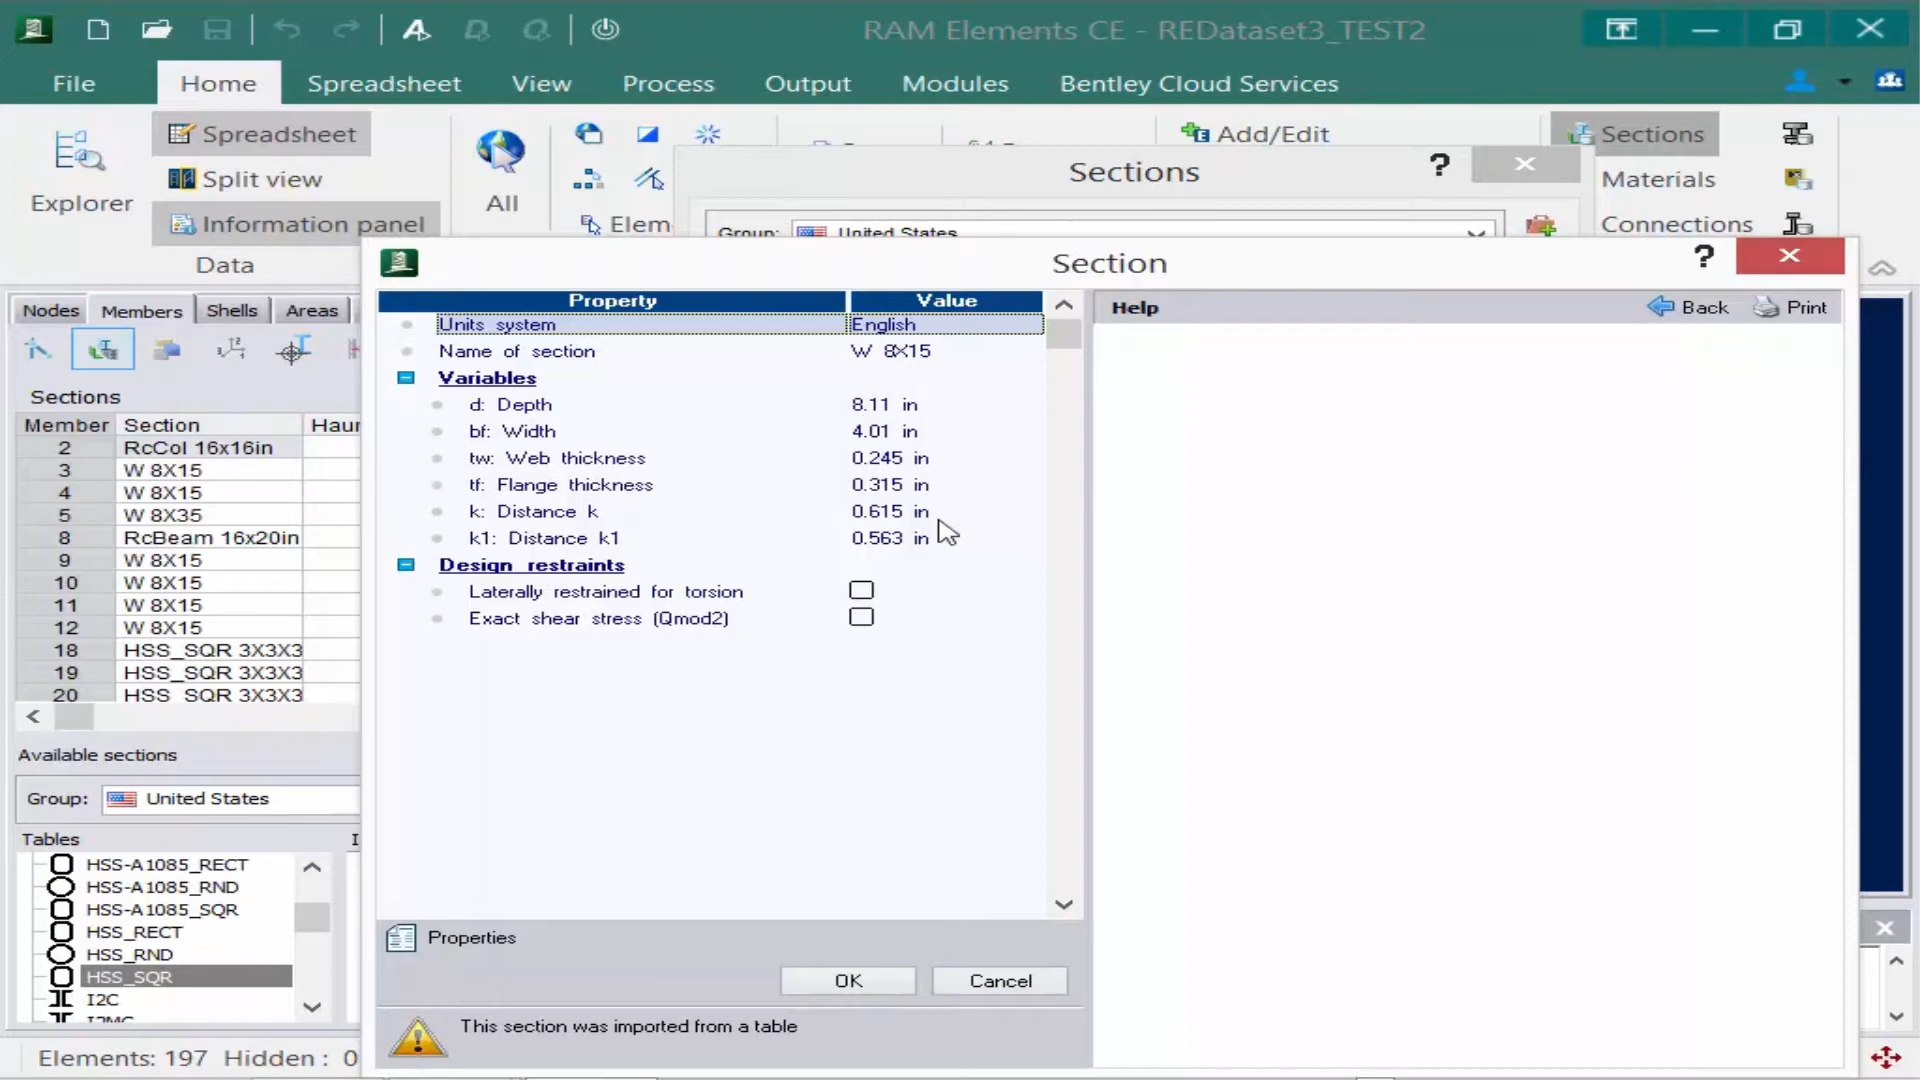 RAM Elements CE - REDataset3_TEST2
File
Home
Spreadsheet
View
Process
Output
Modules
Bentley Cloud Services
Explorer
Spreadsheet
Split view
Information panel
Data
All
Elem
Add/Edit
Sections
Materials
Connections
Sections
?
Group:
United States
Section
?
Nodes
Members
Shells
Areas
Sections
Member Section Haun
2 RcCol 16x16in
3 W 8X15
4 W 8X15
5 W 8X35
8 RcBeam 16x20in
9 W 8X15
10 W 8X15
11 W 8X15
12 W 8X15
18 HSS_SQR 3X3X3
19 HSS_SQR 3X3X3
20 HSS_SQR 3X3X3
Available sections
Group: United States
Tables
HSS-A1085_RECT
HSS-A1085_RND
HSS-A1085_SQR
HSS_RECT
HSS_RND
HSS_SQR
I2C
I2MC
Elements: 197 Hidden : 0
Property Value
Units system English
Name of section W 8X15
Variables
d: Depth 8.11 in
bf: Width 4.01 in
tw: Web thickness 0.245 in
tf: Flange thickness 0.315 in
k: Distance k 0.615 in
k1: Distance k1 0.563 in
Design restraints
Laterally restrained for torsion
Exact shear stress (Qmod2)
Properties
OK
Cancel
This section was imported from a table
Help
Back
Print